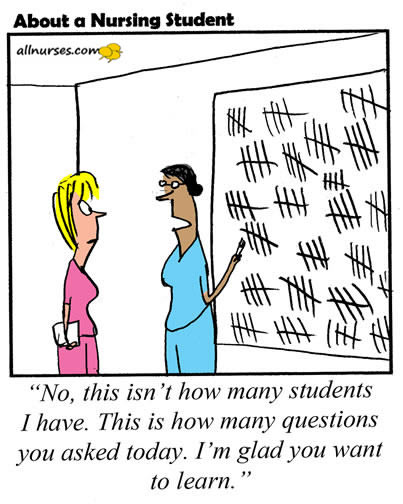 About a Nursing Student
allnurses.com
“No, this isn’t how many students
I have. This is how many questions
you asked today. I’m glad you want
to learn.”